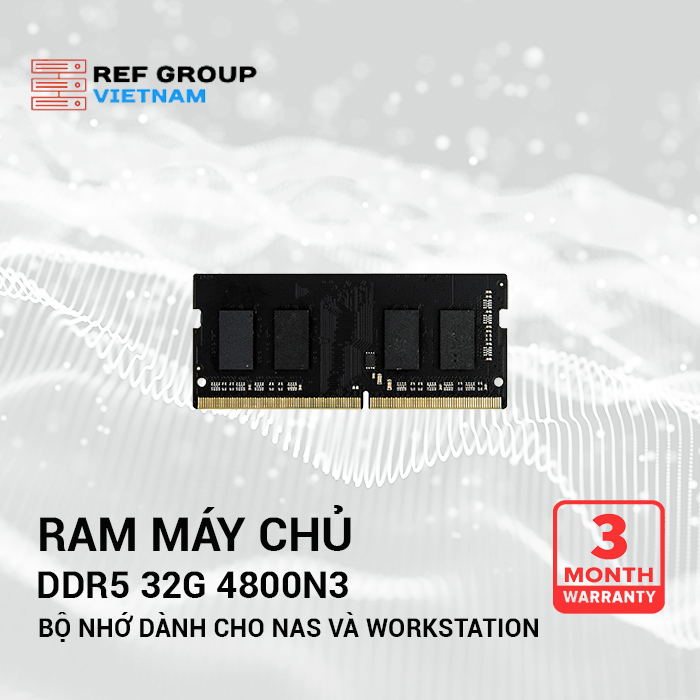 REF GROUP
VIETNAM
RAM MÁY CHỦ
DDR5 32G 4800N3
BỘ NHỚ DÀNH CHO NAS VÀ WORKSTATION
3
MONTH
WARRANTY